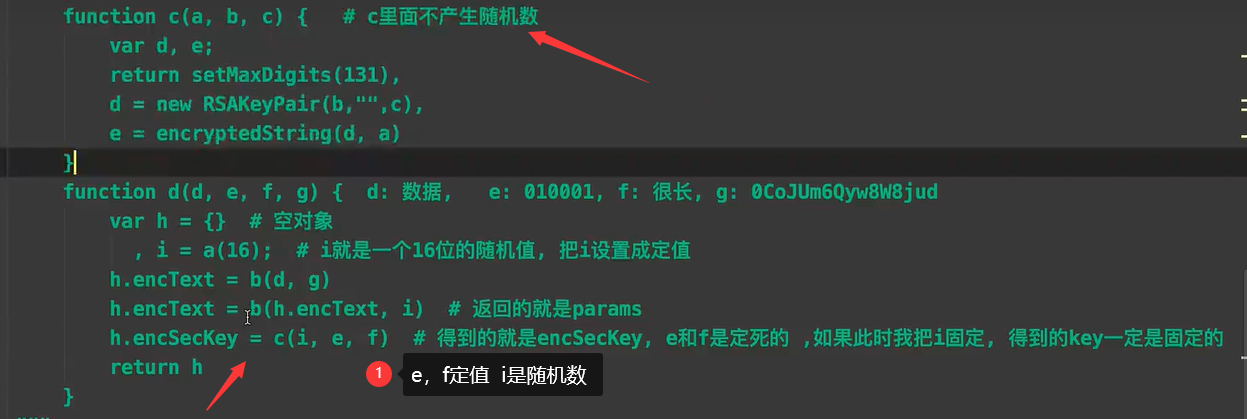 function c(a, b, c) {   # c里面不产生随机数
    var d, e;
    return setMaxDigits(131),
    d = new RSAKeyPair(b,"",c),
    e = encryptedString(d, a)
}
function d(d, e, f, g) {  d: 数据,   e: 010001, f: 很长, g: 0CoJUm6Qyw8W8jud
    var h = {}  # 空对象
      , i = a(16);  # i就是一个16位的随机值, 把i设置成定值
    h.encText = b(d, g)
    h.encText = b(h.encText, i)  # 返回的就是params
    h.encSecKey = c(i, e, f)  # 得到的就是encSecKey, e和f是定死的 ,如果此时我把i固定, 得到的key一定是固定的
    return h
1 e，f定值 i是随机数
}